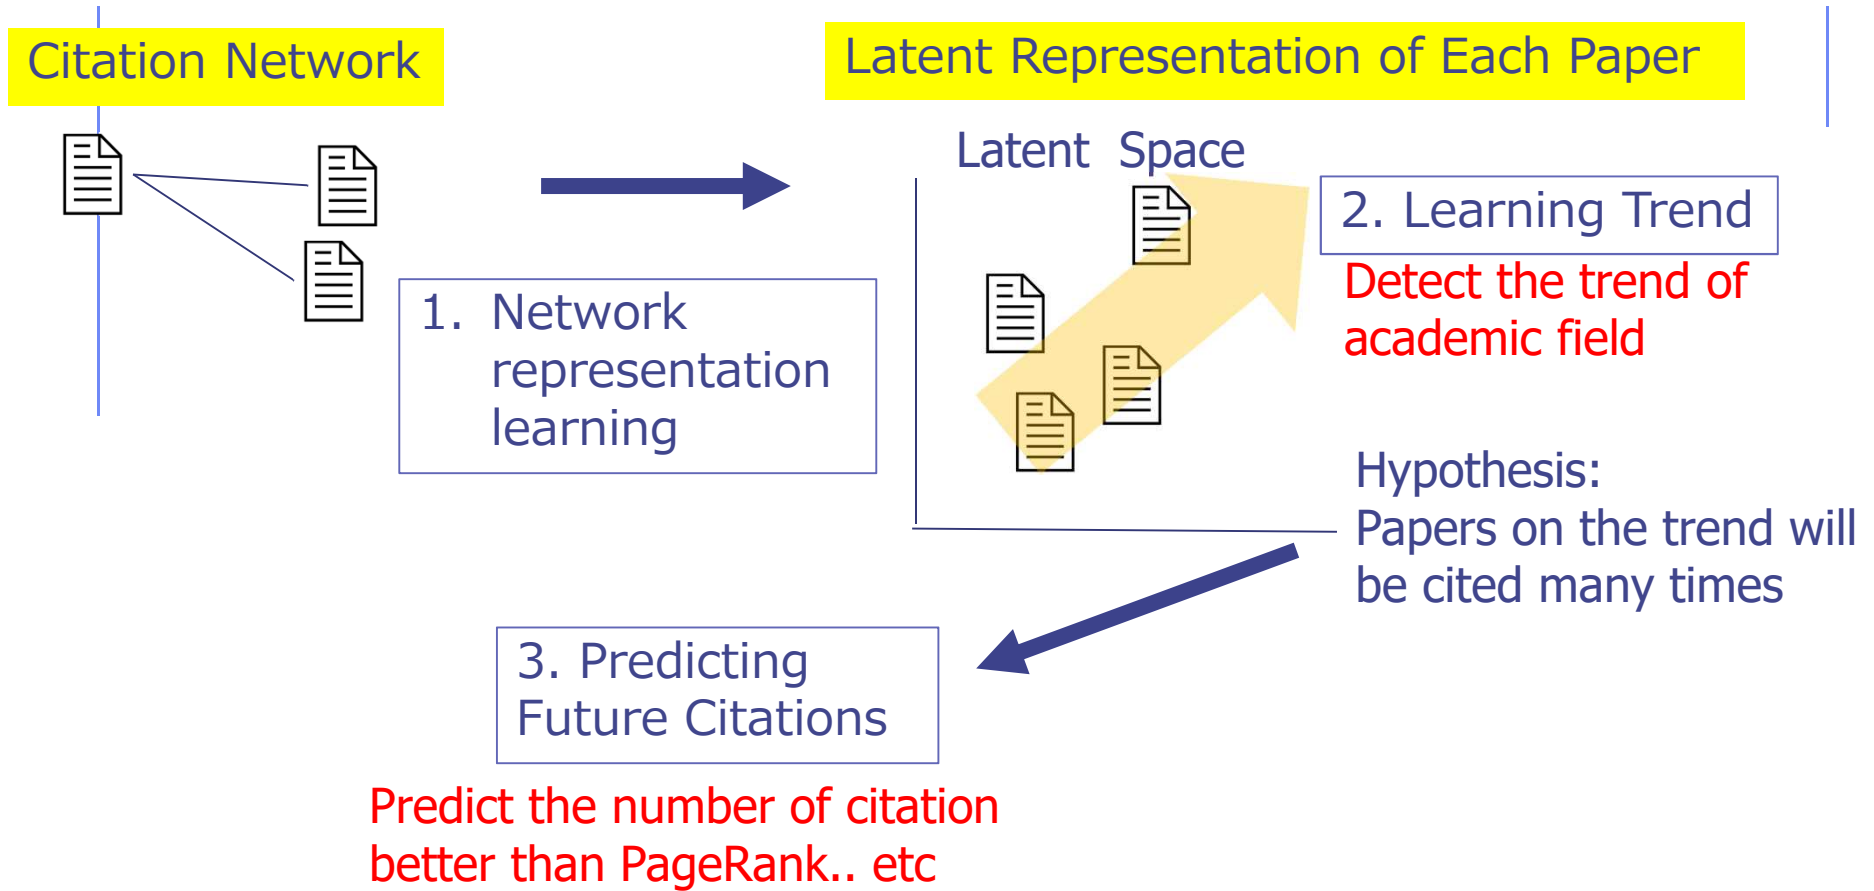 Citation Network
Latent Representation of Each Paper
Latent Space
1. Network
representation
learning
2. Learning Trend
Detect the trend of
academic field
Hypothesis:
Papers on the trend will
be cited many times
3. Predicting
Future Citations
Predict the number of citation
better than PageRank.. etc